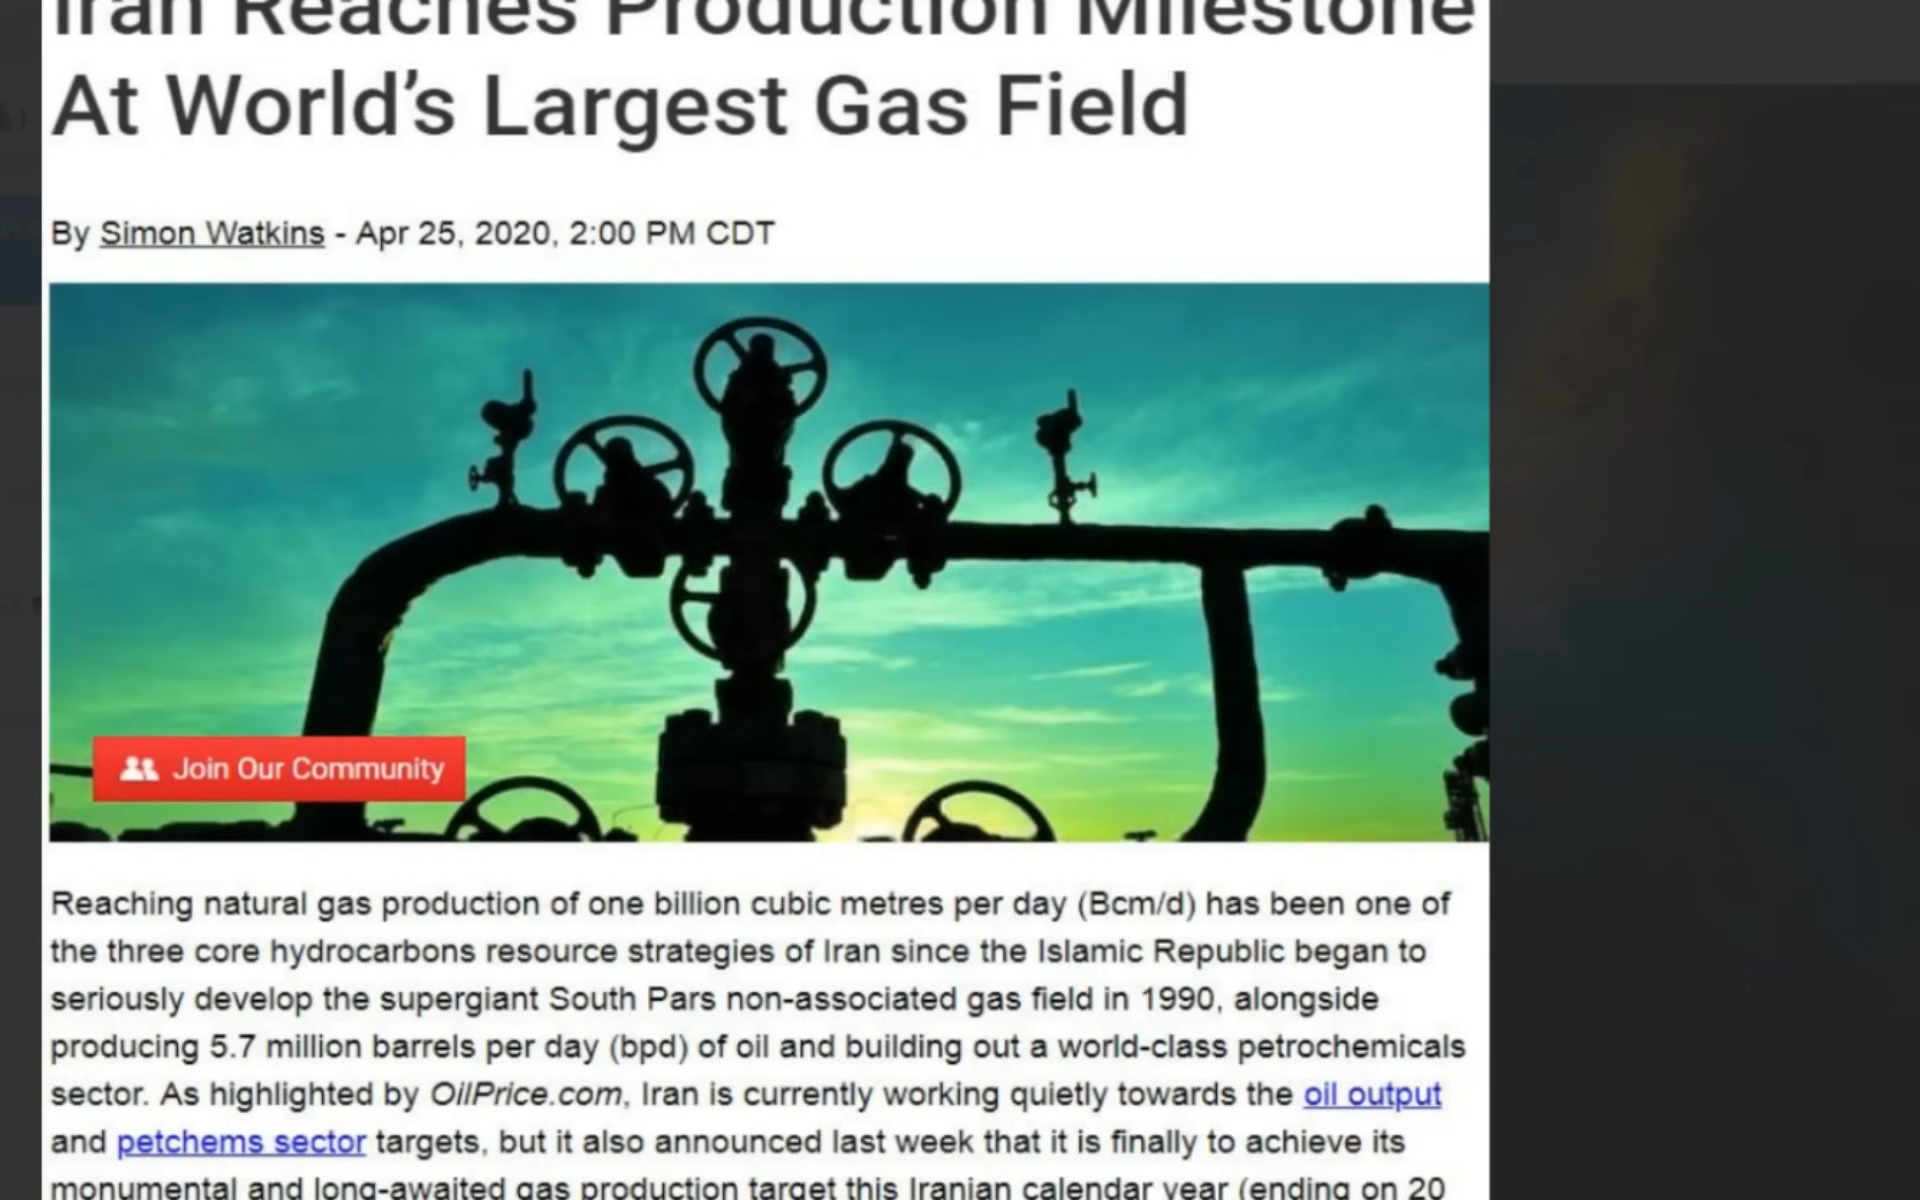 Iran Reaches Production Milestone
At World's Largest Gas Field
By Simon Watkins - Apr 25, 2020, 2:00 PM CDT
Join Our Community
Reaching natural gas production of one billion cubic metres per day (Bcm/d) has been one of
the three core hydrocarbons resource strategies of Iran since the Islamic Republic began to
seriously develop the supergiant South Pars non-associated gas field in 1990, alongside
producing 5.7 million barrels per day (bpd) of oil and building out a world-class petrochemicals
sector. As highlighted by OilPrice.com, Iran is currently working quietly towards the oil output
and petchems sector targets, but it also announced last week that it is finally to achieve its
monumental and long-awaited gas production target this Iranian calendar year (ending on 20